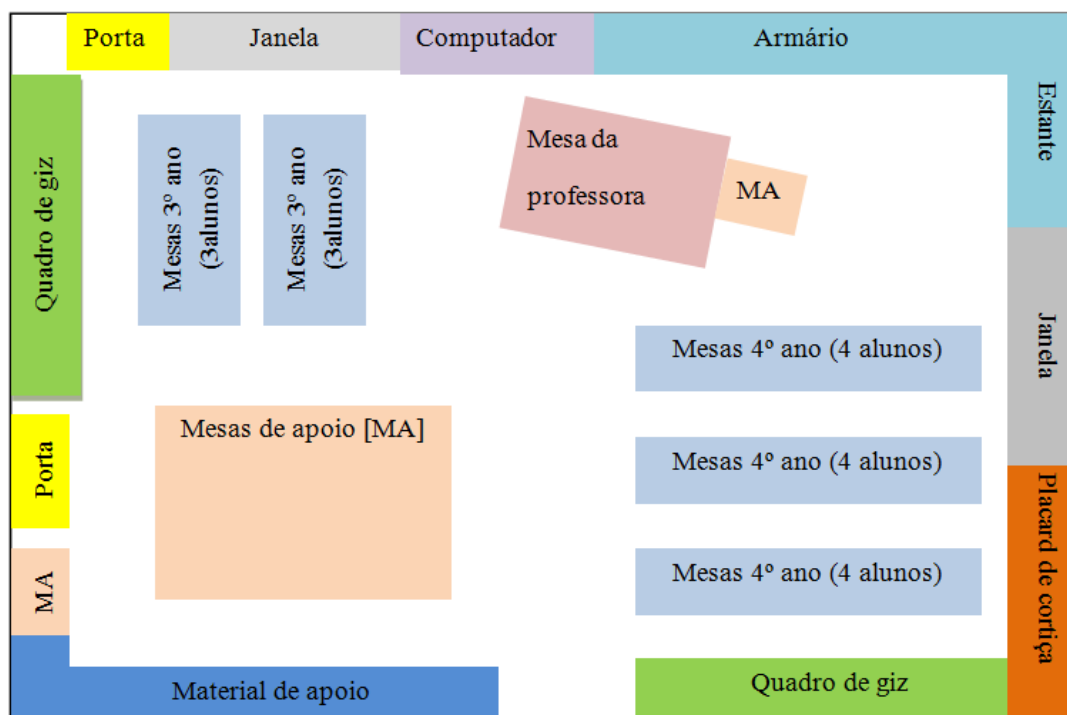 Porta
Janela
Computador
Armário
Estante
Quadro de giz
Mesas 3º ano
(3alunos)
Mesas 3º ano
(3alunos)
Mesa da
professora
MA
Janela
Mesas 4º ano (4 alunos)
Mesas de apoio [MA]
Porta
Mesas 4º ano (4 alunos)
Placard de cortiça
MA
Mesas 4º ano (4 alunos)
Material de apoio
Quadro de giz